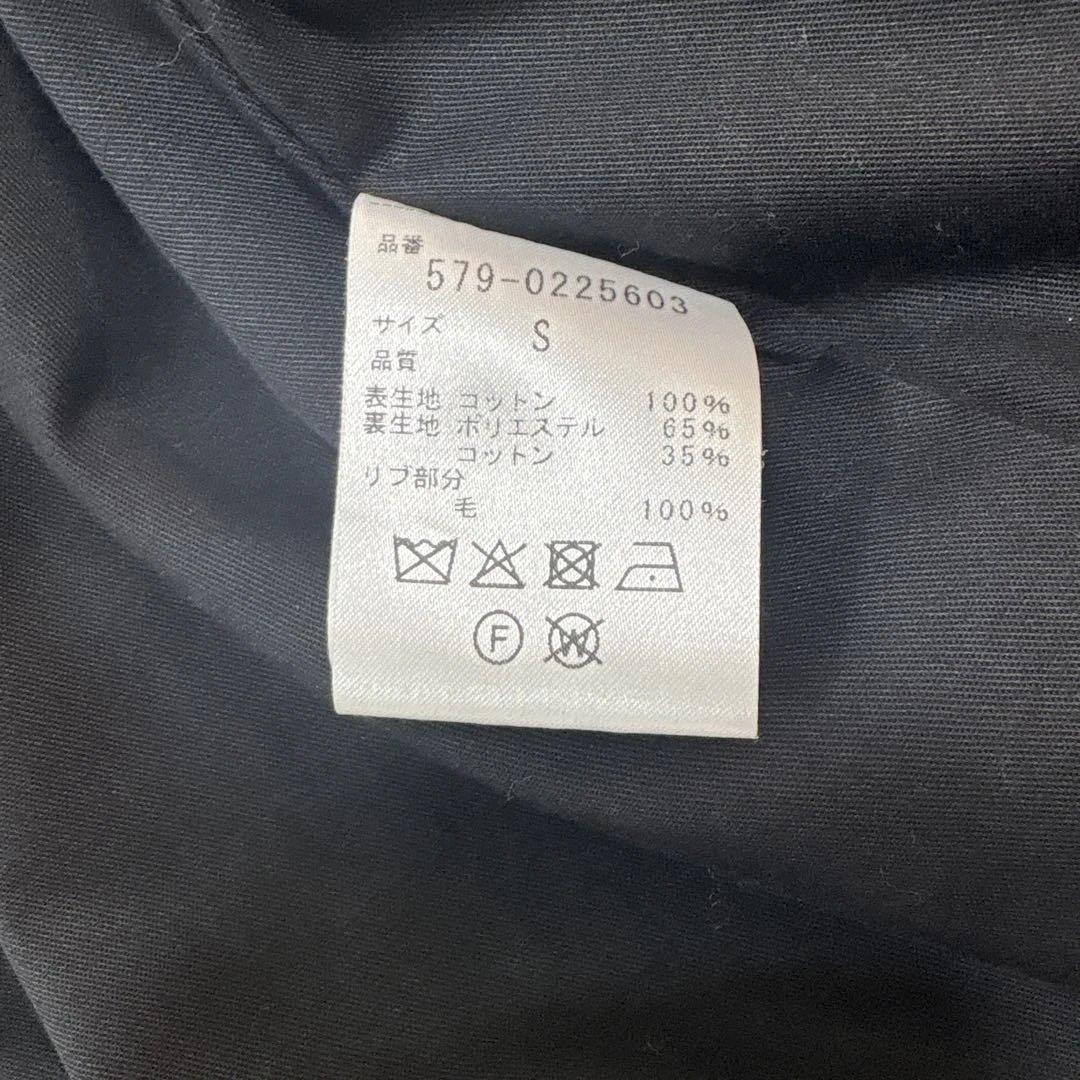 品番
579-0225603
サイズ S
品質
表生地 コットン 100%
裏生地 ポリエステル 65%
コットン 35%
リブ部分
毛 100%
F W